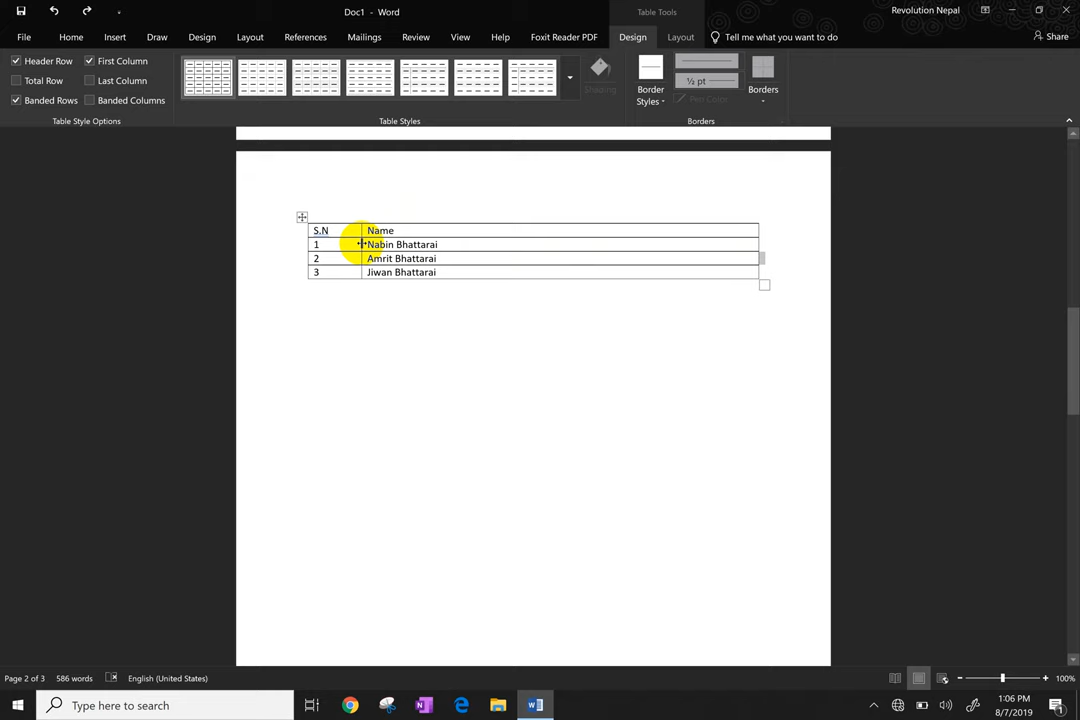 Doc1 - Word
Table Tools
Revolution Nepal
File Home Insert Draw Design Layout References Mailings Review View Help Foxit Reader PDF Design Layout Tell me what you want to do Share
Header Row First Column
Total Row Last Column
Banded Rows Banded Columns
Table Style Options
Table Styles
Shading
Border Styles
½ pt
Pen Color
Borders
Borders
S.N Name
1 Nabin Bhattarai
2 Amrit Bhattarai
3 Jiwan Bhattarai
Page 2 of 3 586 words English (United States) 100%
Type here to search
1:06 PM
8/7/2019